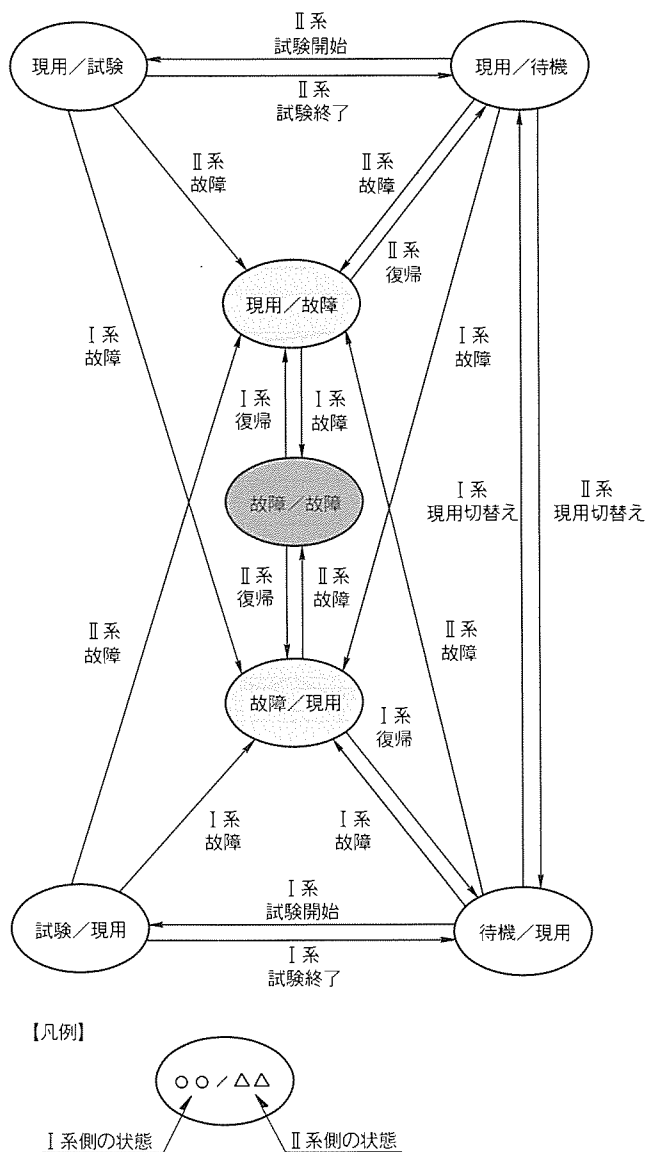 Ⅱ系
試験開始
現用／試験
現用／待機
Ⅱ系
試験終了
Ⅱ系
故障
Ⅱ系
故障
Ⅱ系
復帰
現用／故障
Ⅰ系
故障
Ⅰ系
故障
Ⅰ系
復帰
Ⅰ系
故障
故障／故障
Ⅰ系
現用切替え
Ⅱ系
現用切替え
Ⅱ系
復帰
Ⅱ系
故障
Ⅱ系
故障
Ⅱ系
故障
故障／現用
Ⅰ系
復帰
Ⅰ系
故障
Ⅰ系
故障
Ⅰ系
試験開始
試験／現用
待機／現用
Ⅰ系
試験終了
【凡例】
○○／△△
Ⅰ系側の状態
Ⅱ系側の状態